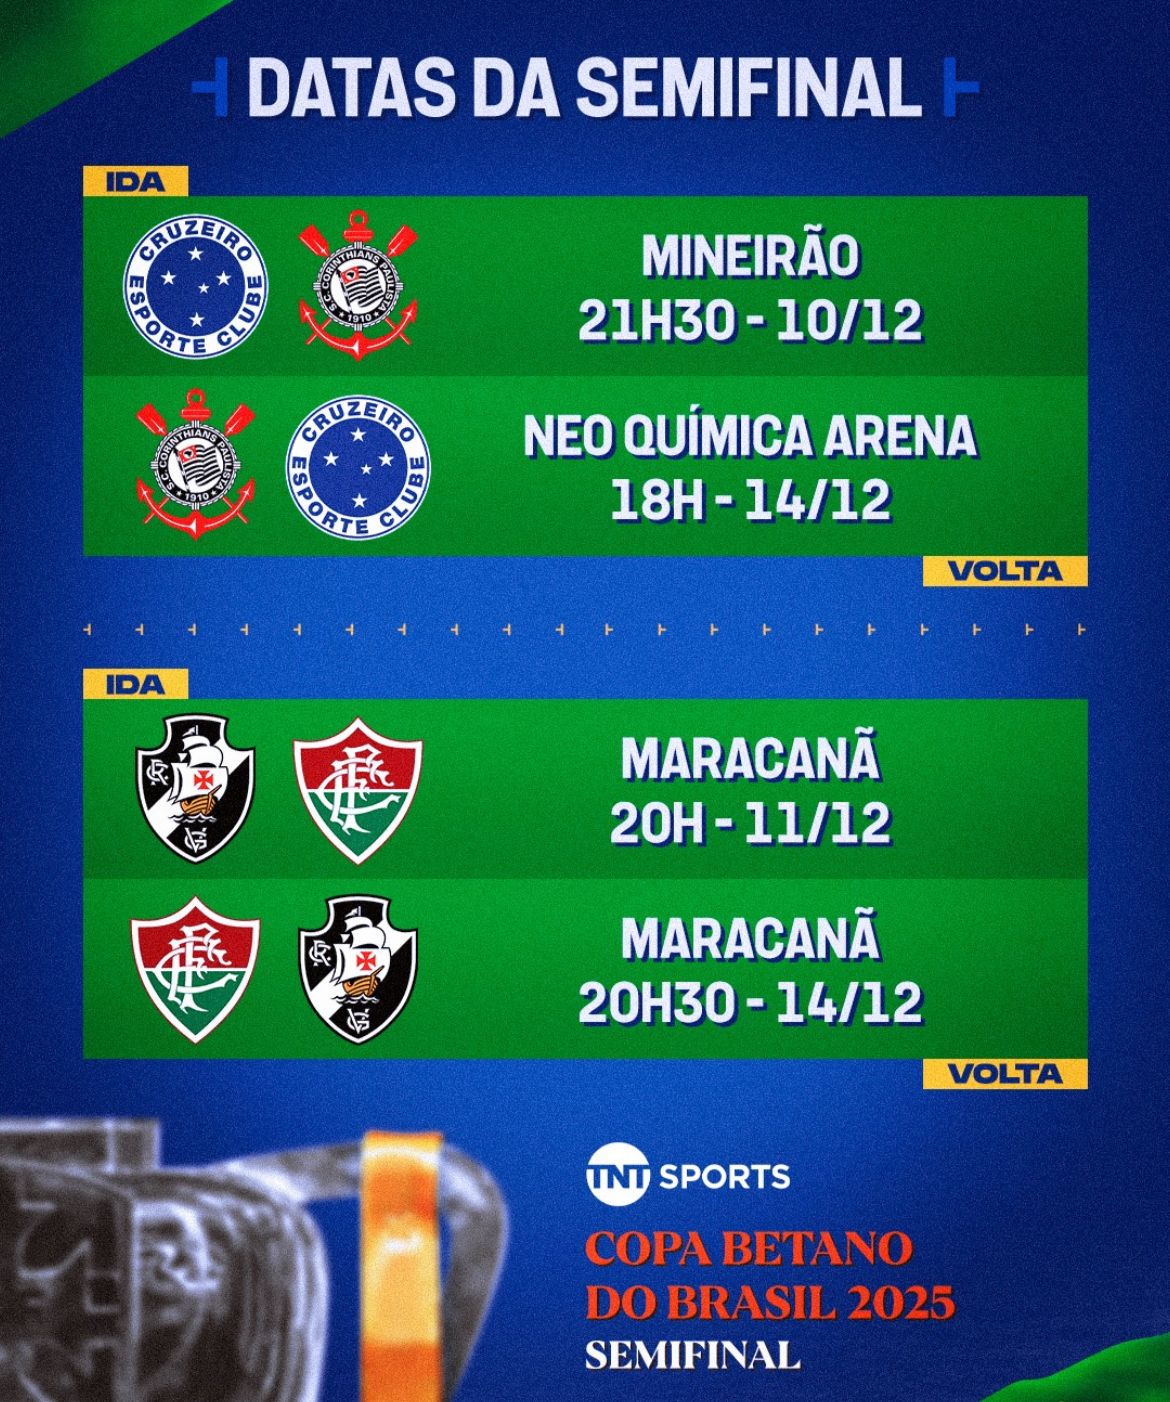 DATAS DA SEMIFINAL
IDA
CRUZEIRO
ESPORTE CLUBE
S.C. CORINTHIANS PAULISTA
1910
MINEIRÃO
21H30 - 10/12
S.C. CORINTHIANS PAULISTA
1910
CRUZEIRO
ESPORTE CLUBE
NEO QUÍMICA ARENA
18H - 14/12
VOLTA
IDA
MARACANÃ
20H - 11/12
MARACANÃ
20H30 - 14/12
VOLTA
TNT SPORTS
COPA BETANO
DO BRASIL 2025
SEMIFINAL